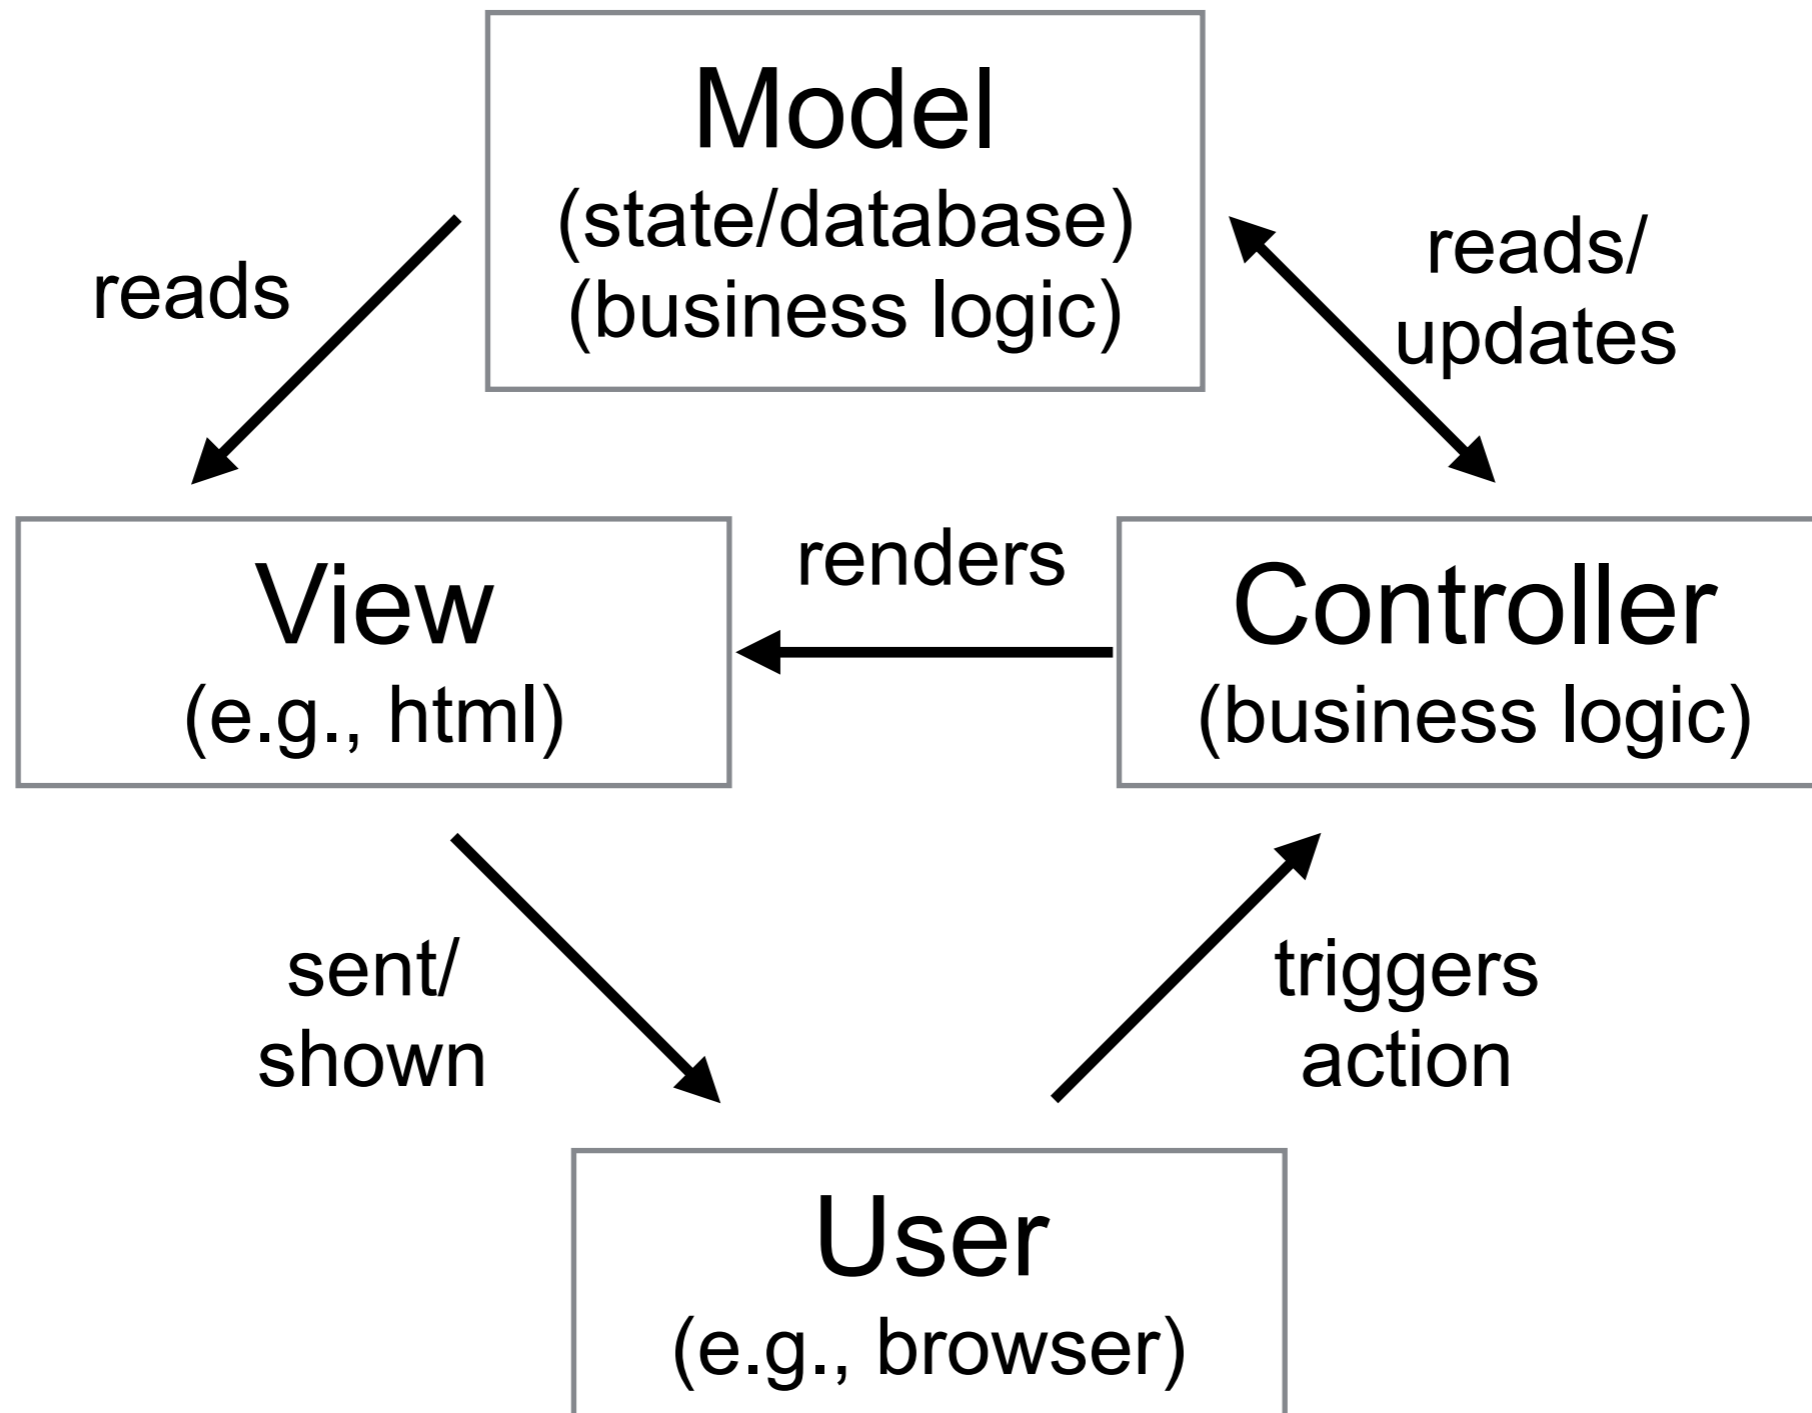 Model
(state/database)
(business logic)
reads
reads/
updates
View
(e.g., html)
renders
Controller
(business logic)
sent/
shown
triggers
action
User
(e.g., browser)